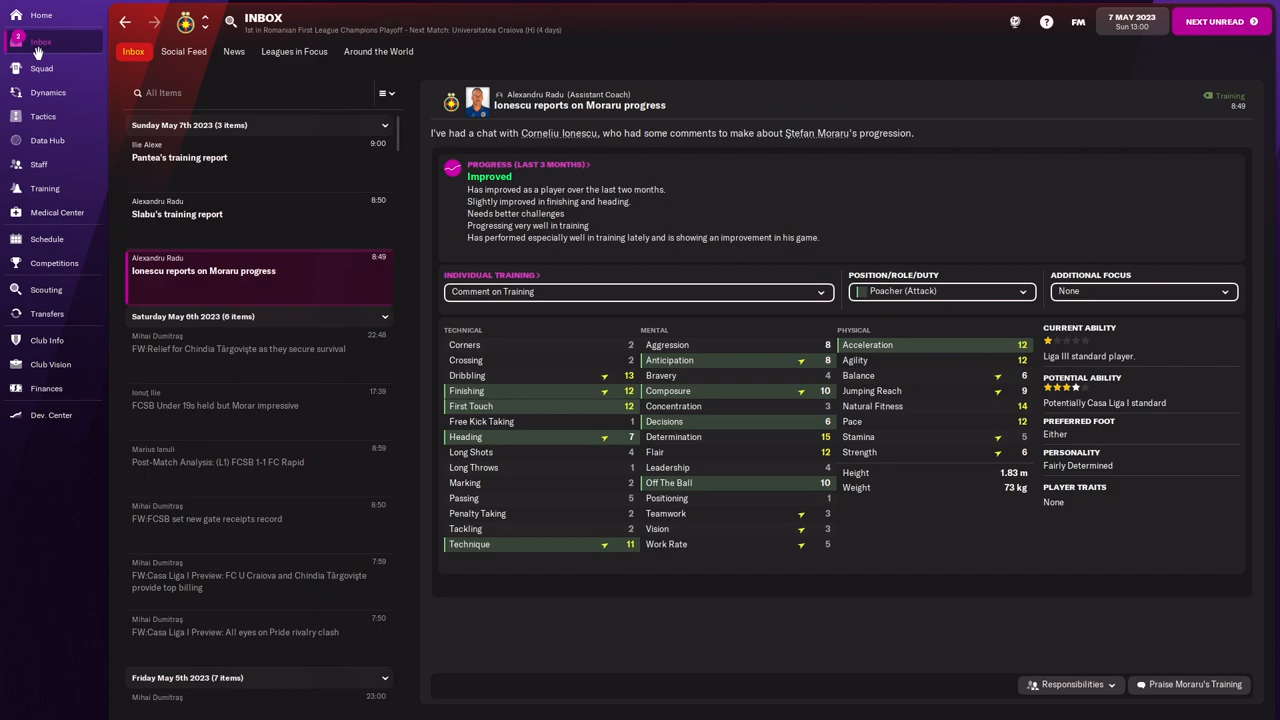 Home
2
Inbox
Squad
Dynamics
Tactics
Data Hub
Staff
Training
Medical Center
Schedule
Competitions
Scouting
Transfers
Club Info
Club Vision
Finances
Dev. Center
INBOX
1st in Romanian First League Champions Playoff - Next Match: Universitatea Craiova (H) (4 days)
? FM
7 MAY 2023
Sun 13:00
NEXT UNREAD
Inbox Social Feed News Leagues in Focus Around the World
All Items
Sunday May 7th 2023 (3 items)
Ilie Alexe 9:00
Pantea's training report
Alexandru Radu 8:50
Slabu's training report
Alexandru Radu 8:49
Ionescu reports on Moraru progress
Saturday May 6th 2023 (6 items)
Mihai Dumitraș 22:48
FW:Relief for Chindia Târgoviște as they secure survival
Ionuț Ilie 17:39
FCSB Under 19s held but Morar impressive
Marius Ianuli 8:59
Post-Match Analysis: (L1) FCSB 1-1 FC Rapid
Mihai Dumitraș 8:50
FW:FCSB set new gate receipts record
Mihai Dumitraș 7:59
FW:Casa Liga I Preview: FC U Craiova and Chindia Târgoviște
provide top billing
Mihai Dumitraș 7:50
FW:Casa Liga I Preview: All eyes on Pride rivalry clash
Friday May 5th 2023 (7 items)
Mihai Dumitraș 23:00
Alexandru Radu (Assistant Coach)
Ionescu reports on Moraru progress
Training
8:49
I've had a chat with Corneliu Ionescu, who had some comments to make about Ștefan Moraru's progression.
PROGRESS (LAST 3 MONTHS)
Improved
Has improved as a player over the last two months.
Slightly improved in finishing and heading.
Needs better challenges
Progressing very well in training
Has performed especially well in training lately and is showing an improvement in his game.
INDIVIDUAL TRAINING
Comment on Training
POSITION/ROLE/DUTY
Poacher (Attack)
ADDITIONAL FOCUS
None
TECHNICAL
Corners 2
Crossing 2
Dribbling 13
Finishing 12
First Touch 12
Free Kick Taking 1
Heading 7
Long Shots 4
Long Throws 1
Marking 2
Passing 5
Penalty Taking 2
Tackling 2
Technique 11
MENTAL
Aggression 8
Anticipation 8
Bravery 4
Composure 10
Concentration 3
Decisions 6
Determination 15
Flair 12
Leadership 4
Off The Ball 10
Positioning 1
Teamwork 3
Vision 3
Work Rate 5
PHYSICAL
Acceleration 12
Agility 12
Balance 6
Jumping Reach 9
Natural Fitness 14
Pace 12
Stamina 5
Strength 6
Height 1.83 m
Weight 73 kg
CURRENT ABILITY
Liga III standard player.
POTENTIAL ABILITY
Potentially Casa Liga I standard
PREFERRED FOOT
Either
PERSONALITY
Fairly Determined
PLAYER TRAITS
None
Responsibilities
Praise Moraru's Training